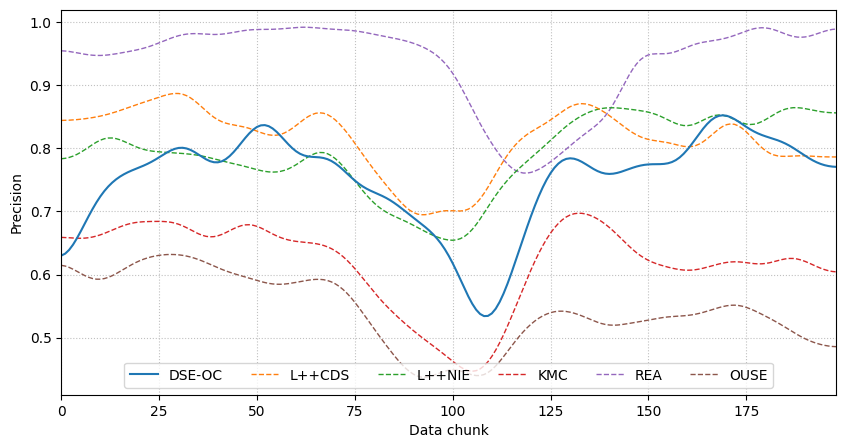 1.0
0.9
0.8
0.7
0.6
0.5
Precision
DSE-OC L++CDS L++NIE KMC REA OUSE
0 25 50 75 100 125 150 175
Data chunk